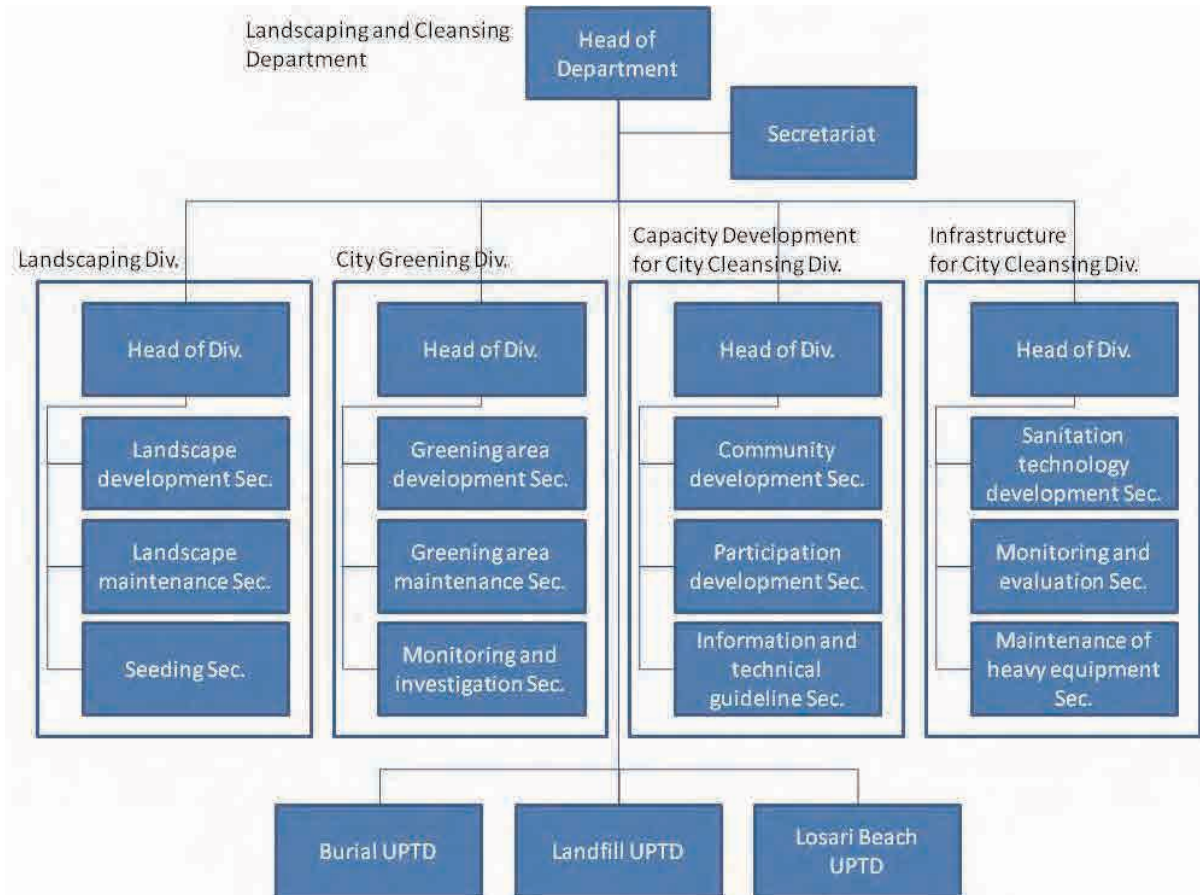 Landscaping and Cleansing
Department
Head of
Department
Secretariat
Landscaping Div.
City Greening Div.
Capacity Development
for City Cleansing Div.
Infrastructure
for City Cleansing Div.
Head of Div.
Landscape
development Sec.
Landscape
maintenance Sec.
Seeding Sec.
Head of Div.
Greening area
development Sec.
Greening area
maintenance Sec.
Monitoring and
investigation Sec.
Head of Div.
Community
development Sec.
Participation
development Sec.
Information and
technical
guideline Sec.
Head of Div.
Sanitation
technology
development Sec.
Monitoring and
evaluation Sec.
Maintenance of
heavy equipment
Sec.
Burial UPTD
Landfill UPTD
Losari Beach
UPTD